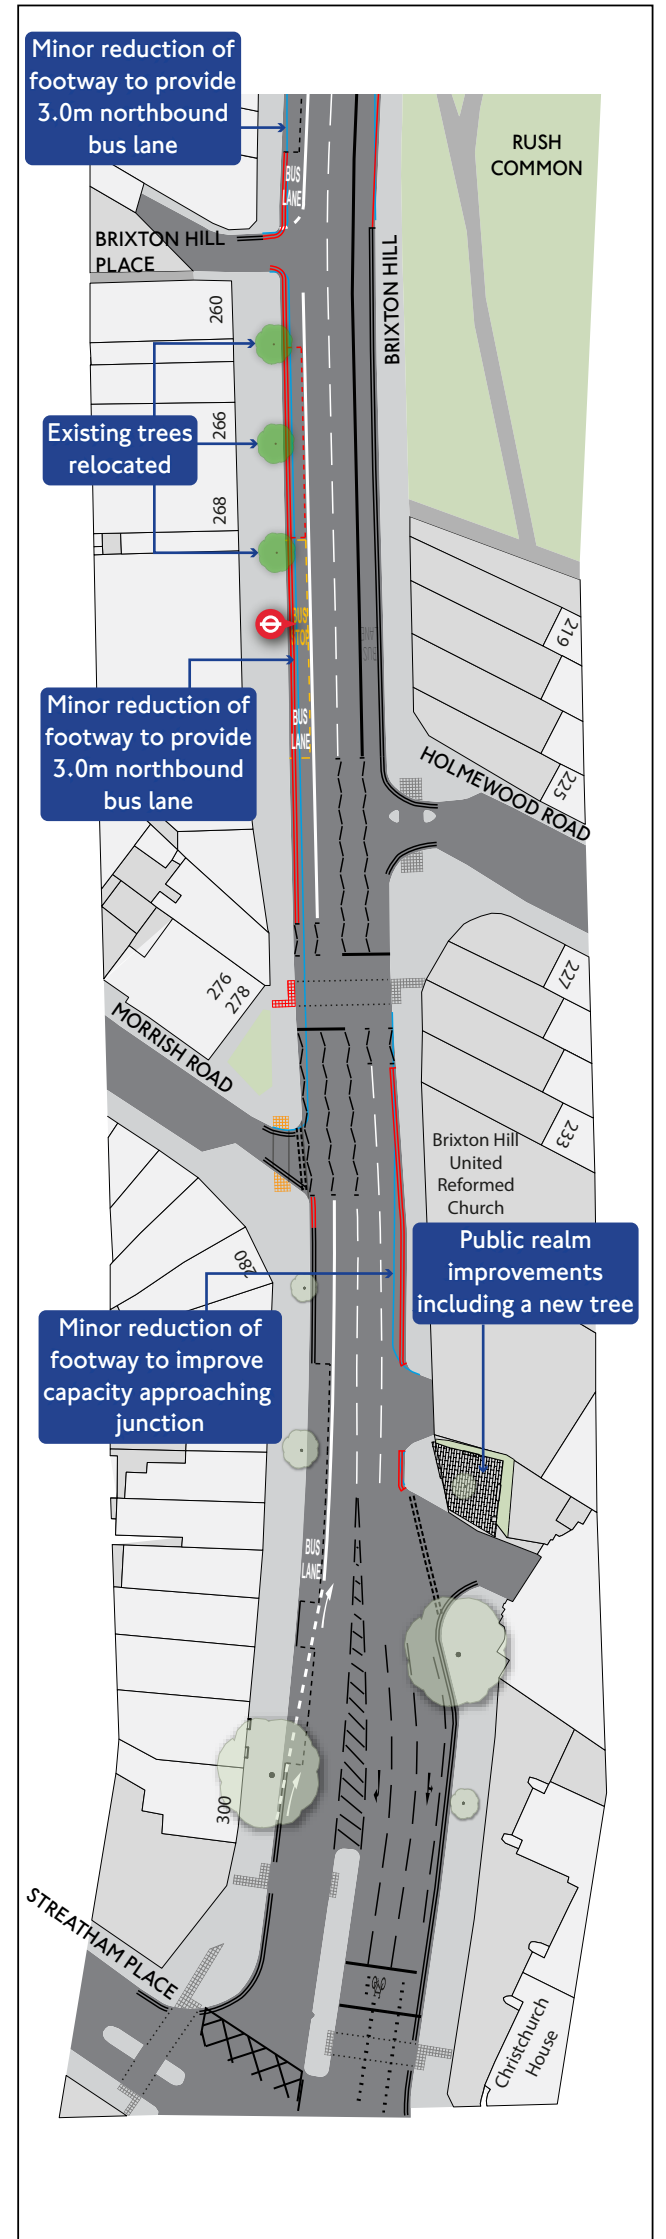 Minor reduction of
footway to provide
3.0m northbound
bus lane
RUSH
COMMON
BUS
LANE
BRIXTON HILL
PLACE
BRIXTON HILL
260
Existing trees
relocated
266
268
BUS
STOP
219
BUS
LANE
Minor reduction of
footway to provide
3.0m northbound
bus lane
BUS
LANE
HOLMEWOOD ROAD
225
227
276
278
MORRISH ROAD
233
Brixton Hill
United
Reformed
Church
Public realm
improvements
including a new tree
280
Minor reduction of
footway to improve
capacity approaching
junction
BUS
LANE
300
STREATHAM PLACE
Christchurch
House